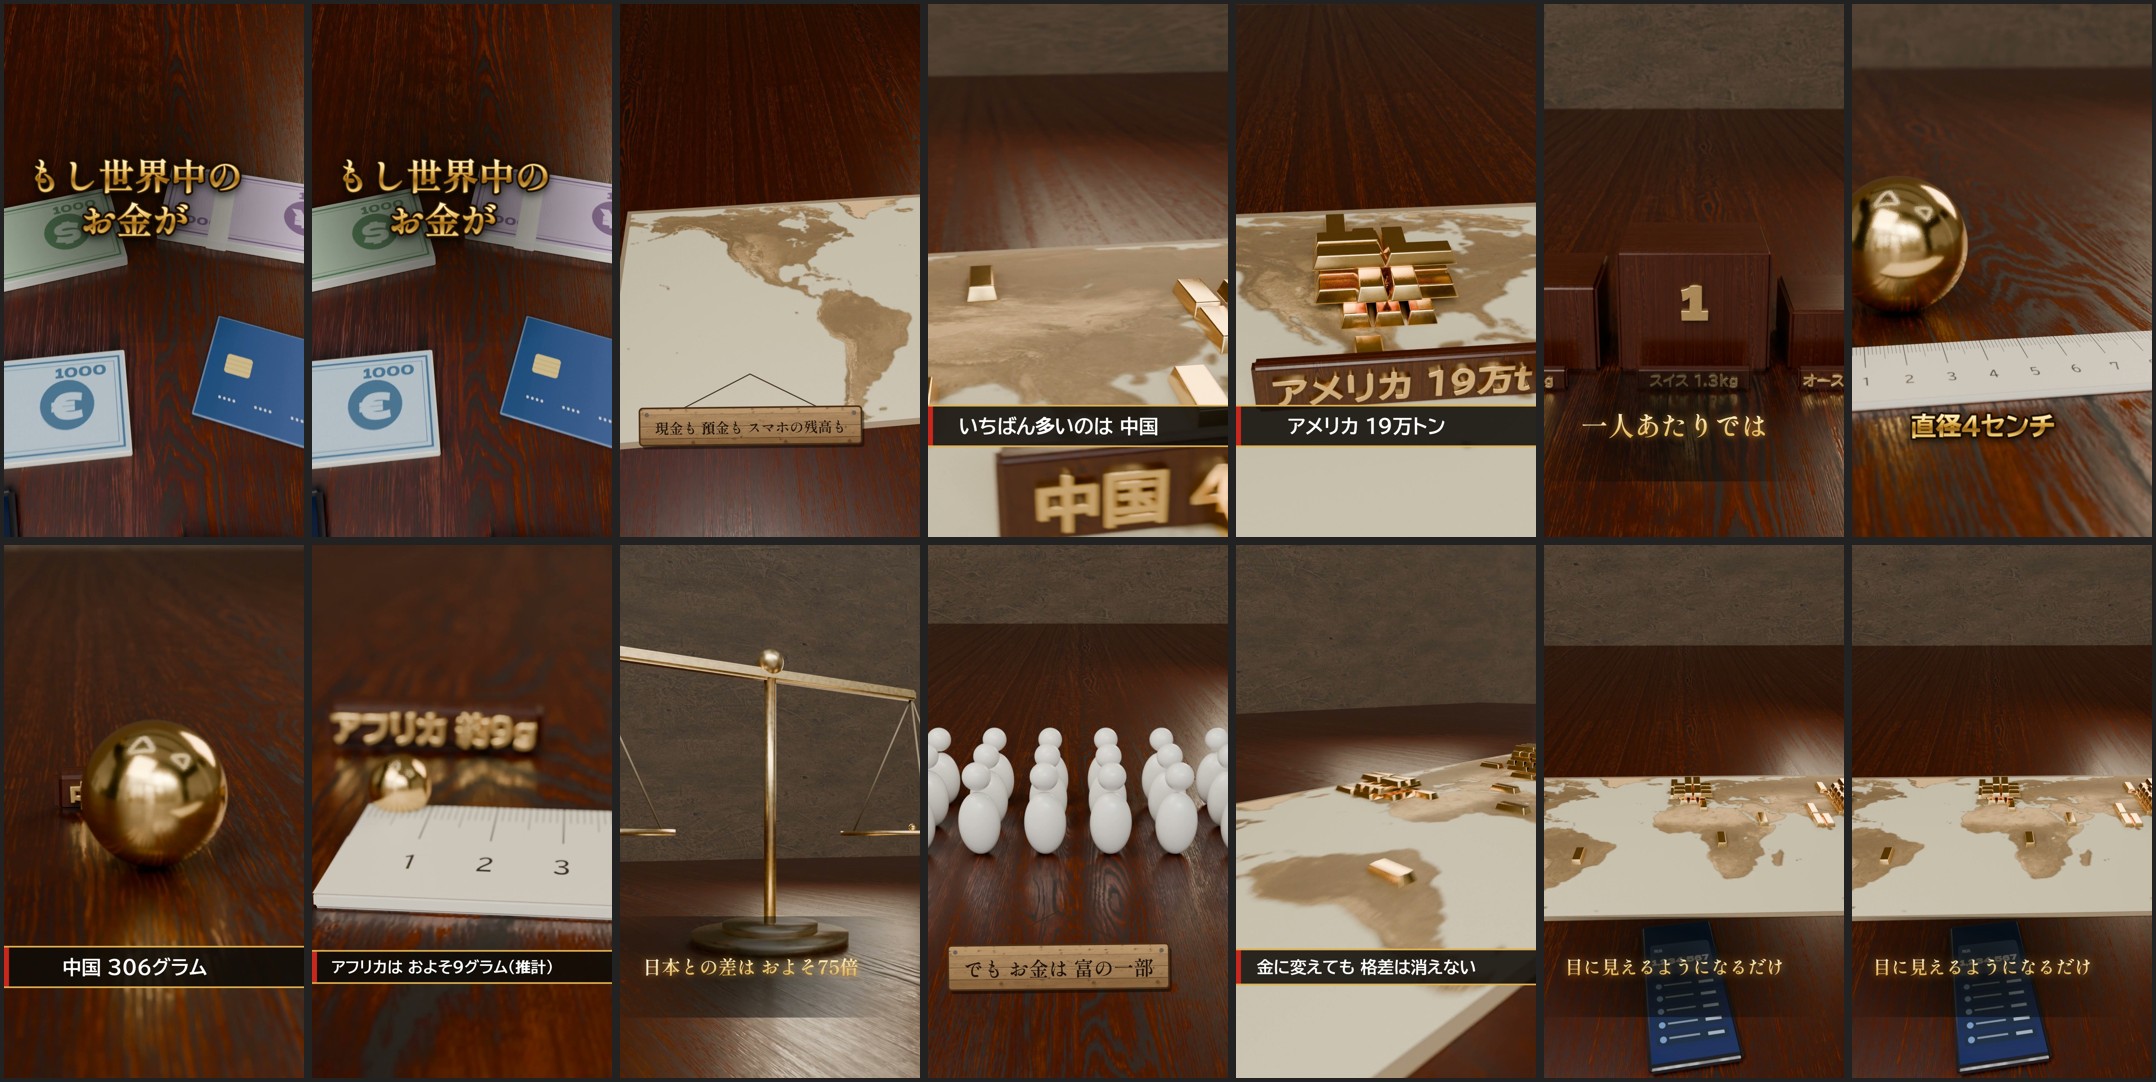 もし世界中の
お金が
1000
1000
もし世界中の
お金が
1000
1000
現金も 預金も スマホの残高も
いちばん多いのは 中国
中国
アメリカ 19万t
アメリカ 19万トン
1
スイス 1.3kg
オース
一人あたりでは
1 2 3 4 5 6 7
直径4センチ
中国 306グラム
アフリカ 約9g
1 2 3
アフリカは およそ9グラム(推計)
日本との差は およそ75倍
でも お金は 富の一部
金に変えても 格差は消えない
目に見えるようになるだけ
目に見えるようになるだけ